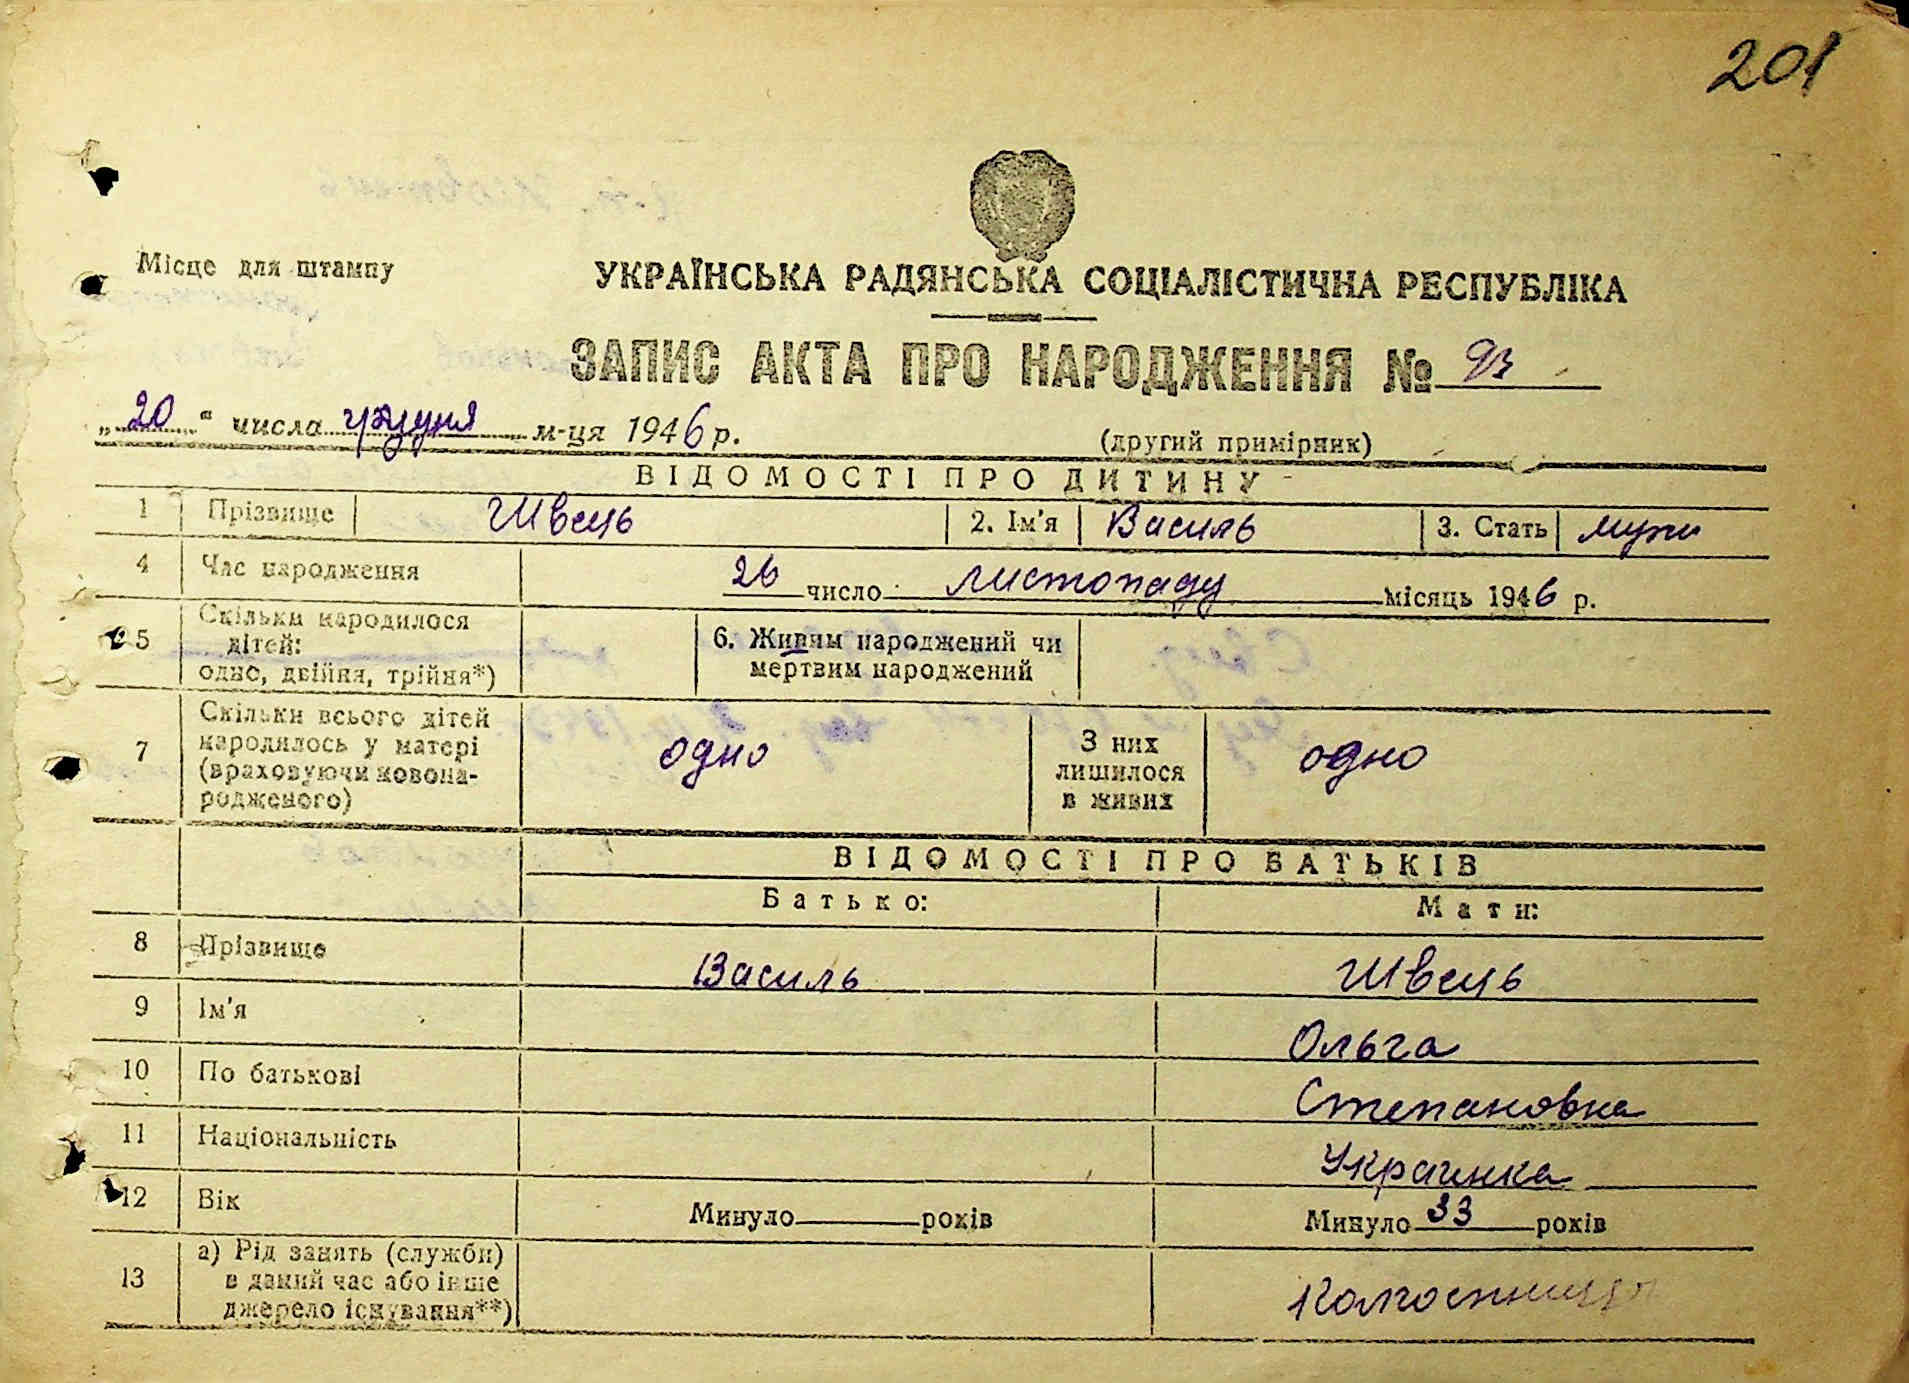 201
Місце для штампу
УКРАЇНСЬКА РАДЯНСЬКА СОЦІАЛІСТИЧНА РЕСПУБЛІКА
ЗАПИС АКТА ПРО НАРОДЖЕННЯ № 93
„20“ числа грудня м-ця 1946 р.
(другий примірник)
ВІДОМОСТІ ПРО ДИТИНУ
1 Прізвище Швець 2. Ім'я Василь 3. Стать муж
4 Час народження 26 число листопаду місяць 1946 р.
5 Скільки народилося дітей: одно, двійня, трійня*)
6. Живим народжений чи мертвим народжений
7 Скільки всього дітей народилось у матері (враховуючи новонародженого) одно З них лишилося в живих одно
ВІДОМОСТІ ПРО БАТЬКІВ
Батько: Мати:
8 Прізвище Василь Швець
9 Ім'я Ольга
10 По батькові Степановна
11 Національність Украинка
12 Вік Минуло років Минуло 33 років
13 а) Рід занять (служби) в даний час або інше джерело існування**) Колгоспниця